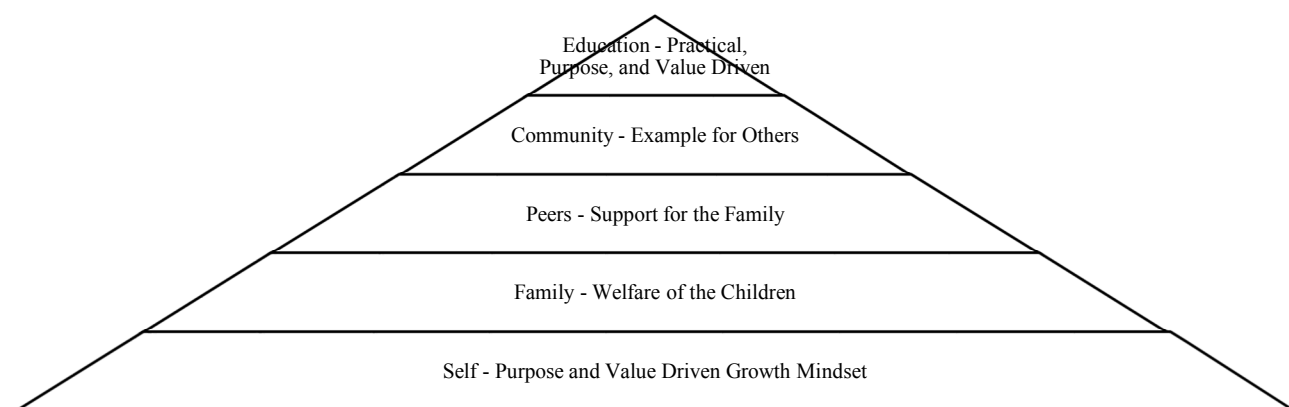 Education - Practical,
Purpose, and Value Driven
Community - Example for Others
Peers - Support for the Family
Family - Welfare of the Children
Self - Purpose and Value Driven Growth Mindset